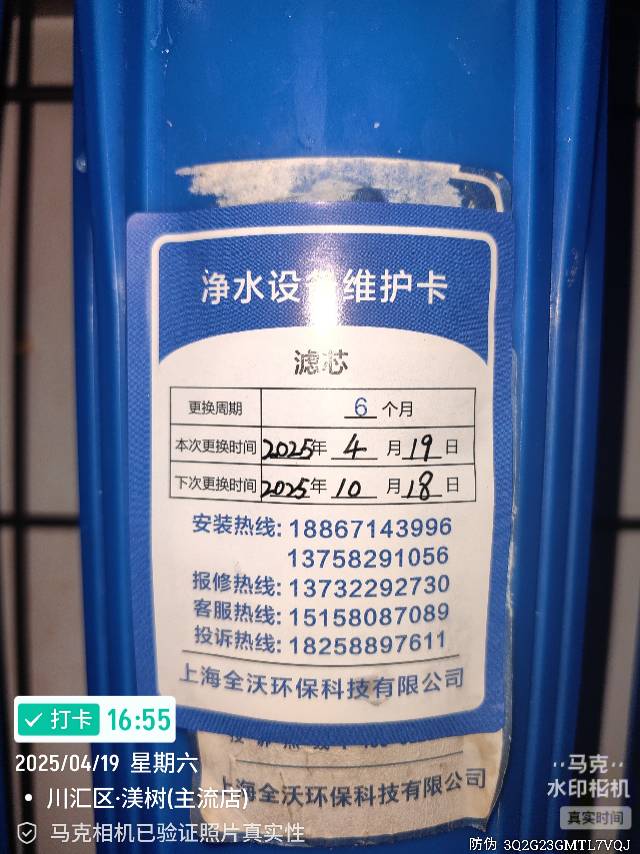 净水设备维护卡
滤芯
更换周期 6 个月
本次更换时间 2025年 4 月 19 日
下次更换时间 2025年 10 月 18 日
安装热线: 18867143996
13758291056
报修热线: 13732292730
客服热线: 15158087089
投诉热线: 18258897611
上海全沃环保科技有限公司
上海全沃环保科技有限公司
打卡 16:55
2025/04/19 星期六
川汇区·渼树(主流店)
马克相机已验证照片真实性
马克
水印相机
真实时间
防伪 3Q2G23GMTL7VQJ